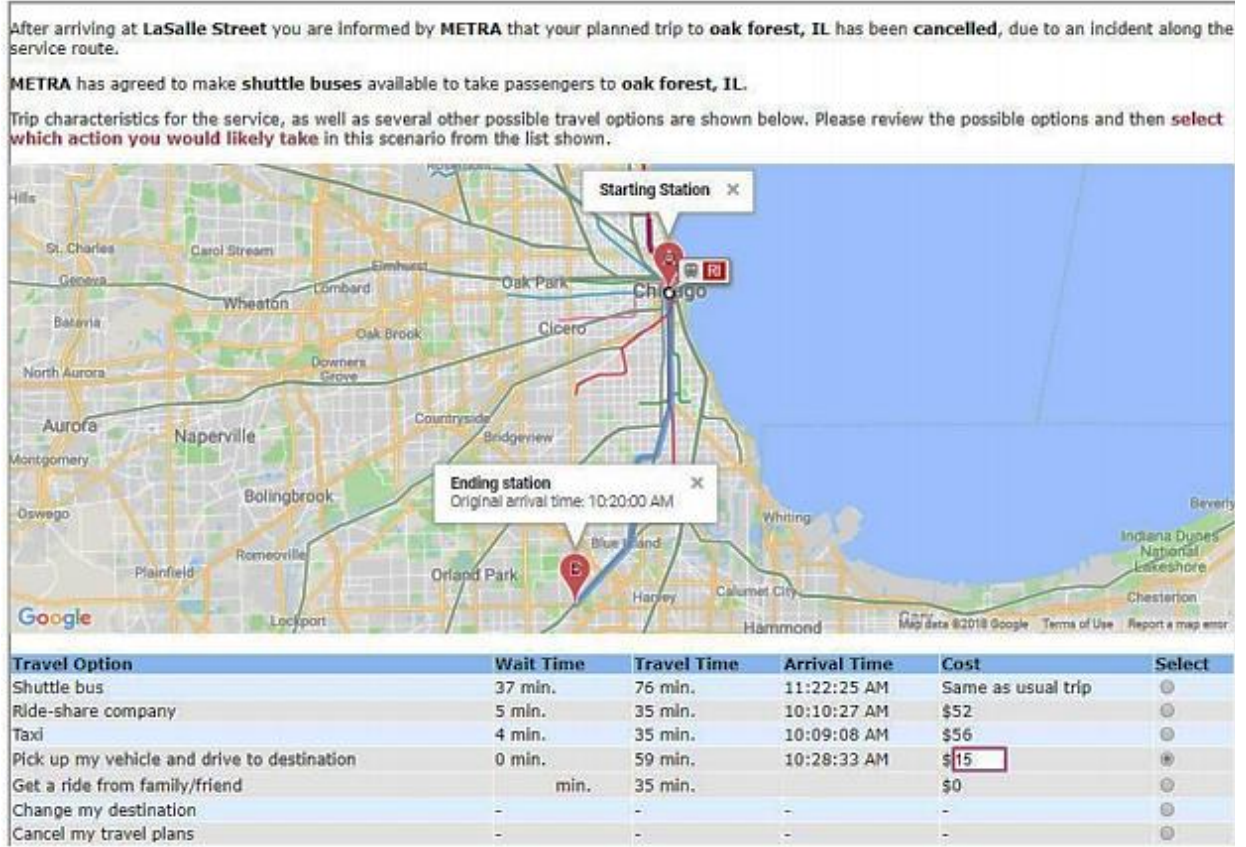 After arriving at LaSalle Street you are informed by METRA that your planned trip to oak forest, IL has been cancelled, due to an incident along the
service route.
METRA has agreed to make shuttle buses available to take passengers to oak forest, IL.
Trip characteristics for the service, as well as several other possible travel options are shown below. Please review the possible options and then select
which action you would likely take in this scenario from the list shown.
Starting Station ×
Hills
St. Charles
Carol Stream
Elmhurst
Geneva
Lombard
Oak Park
A
RI
Wheaton
Batavia
Cicero
Oak Brook
Downers
Grove
North Aurora
Aurora
Countryside
Naperville
Bridgeview
Montgomery
Ending station ×
Original arrival time: 10:20:00 AM
Bolingbrook
Oswego
Beverly
Whiting
Blue Island
Indiana Dunes
National
Lakeshore
Romeoville
Plainfield
Orland Park
Harvey
Calumet City
Chesterton
Google
Lockport
Hammond
Gary
Map data ©2018 Google Terms of Use Report a map error
Travel Option Wait Time Travel Time Arrival Time Cost Select
Shuttle bus 37 min. 76 min. 11:22:25 AM Same as usual trip
Ride-share company 5 min. 35 min. 10:10:27 AM $52
Taxi 4 min. 35 min. 10:09:08 AM $56
Pick up my vehicle and drive to destination 0 min. 59 min. 10:28:33 AM $15
Get a ride from family/friend min. 35 min. $0
Change my destination - - - -
Cancel my travel plans - - - -